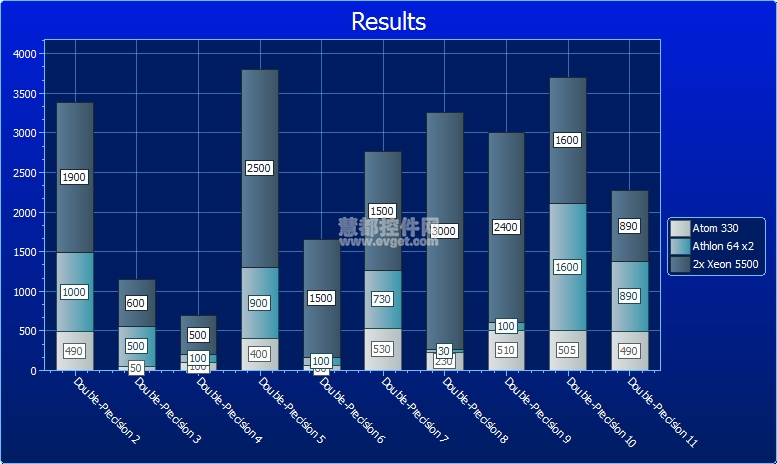 Results
4000
3500
3000
2500
2000
1500
1000
500
0
1900
1000
490
600
500
50
500
100
100
2500
900
400
1500
100
1500
730
530
3000
30
230
2400
100
510
1600
1600
505
890
890
490
慧都控件网
www.evget.com
Atom 330
Athlon 64 x2
2x Xeon 5500
Double-Precision 2
Double-Precision 3
Double-Precision 4
Double-Precision 5
Double-Precision 6
Double-Precision 7
Double-Precision 8
Double-Precision 9
Double-Precision 10
Double-Precision 11